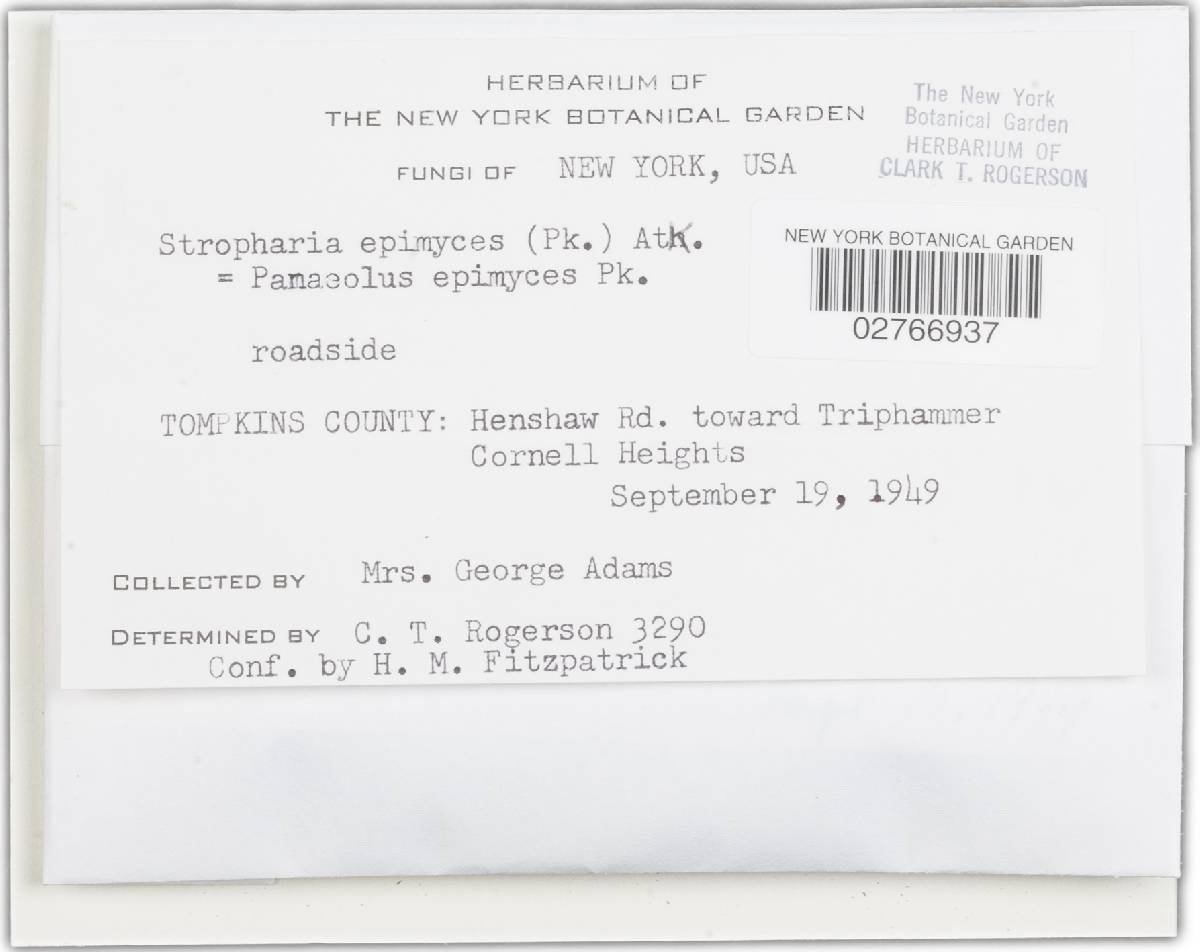 HERBARIUM OF
THE NEW YORK BOTANICAL GARDEN
FUNGI OF NEW YORK, USA
The New York
Botanical Garden
HERBARIUM OF
CLARK T. ROGERSON
Stropharia epimyces (Pk.) Atk.
= Panaeolus epimyces Pk.
NEW YORK BOTANICAL GARDEN
02766937
roadside
TOMPKINS COUNTY: Henshaw Rd. toward Triphammer
Cornell Heights
September 19, 1949
COLLECTED BY Mrs. George Adams
DETERMINED BY C. T. Rogerson 3290
Conf. by H. M. Fitzpatrick